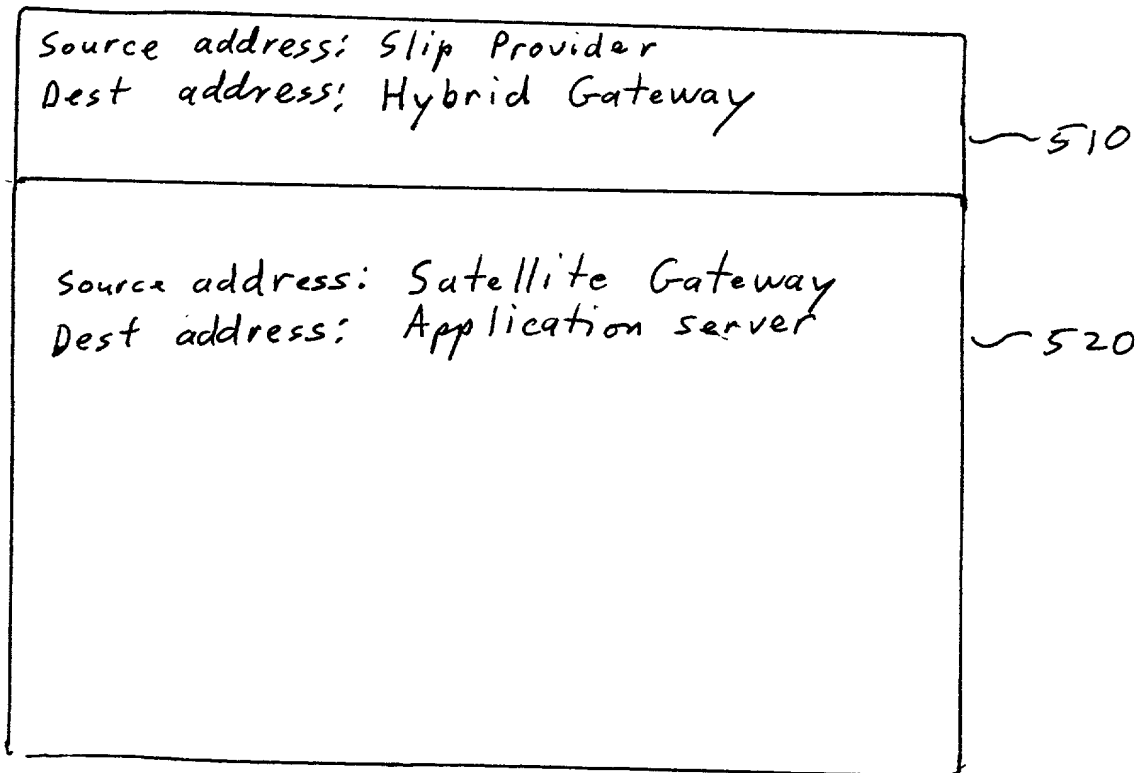 Source address: Slip Provider
Dest address: Hybrid Gateway
510
Source address: Satellite Gateway
Dest address: Application server
520